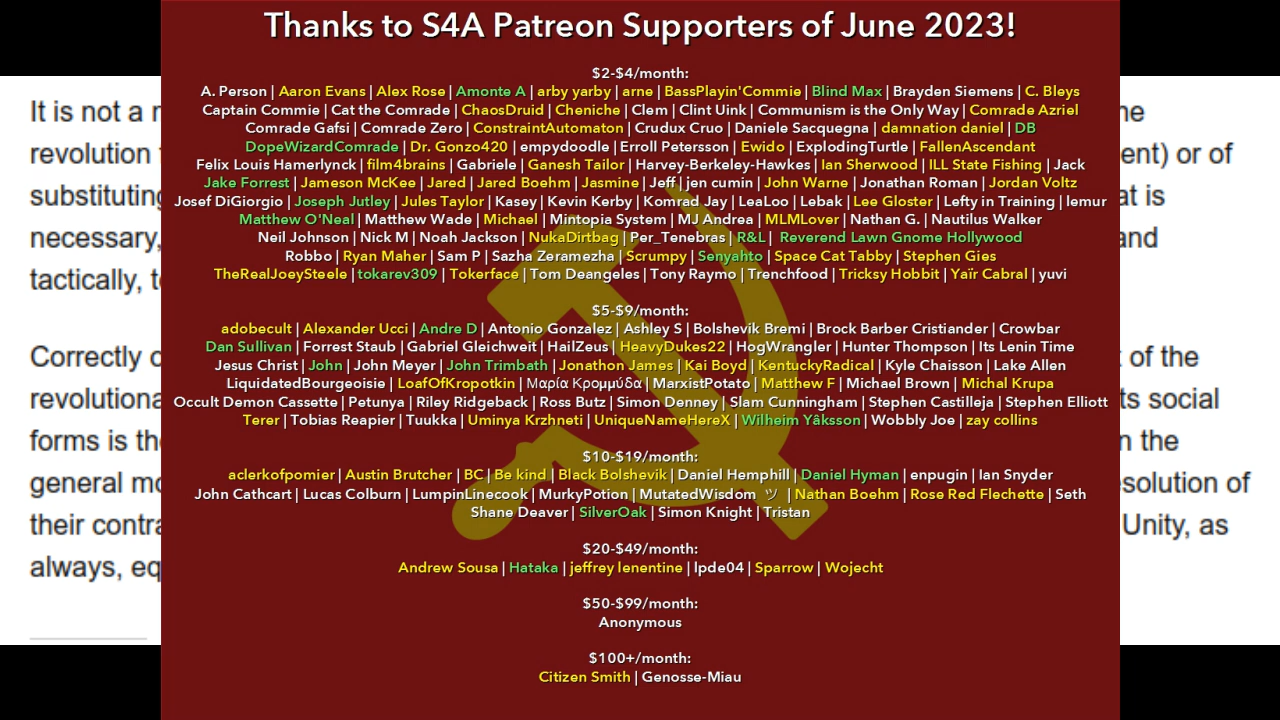 Thanks to S4A Patreon Supporters of June 2023!
$2-$4/month:
A. Person | Aaron Evans | Alex Rose | Amonte A | arby yarby | arne | BassPlayin'Commie | Blind Max | Brayden Siemens | C. Bleys
Captain Commie | Cat the Comrade | ChaosDruid | Cheniche | Clem | Clint Uink | Communism is the Only Way | Comrade Azriel
Comrade Gafsi | Comrade Zero | ConstraintAutomaton | Crudux Cruo | Daniele Sacquegna | damnation daniel | DB
DopeWizardComrade | Dr. Gonzo420 | empydoodle | Erroll Petersson | Ewido | ExplodingTurtle | FallenAscendant
Felix Louis Hamerlynck | film4brains | Gabriele | Ganesh Tailor | Harvey-Berkeley-Hawkes | Ian Sherwood | ILL State Fishing | Jack
Jake Forrest | Jameson McKee | Jared | Jared Boehm | Jasmine | Jeff | jen cumin | John Warne | Jonathan Roman | Jordan Voltz
Josef DiGiorgio | Joseph Jutley | Jules Taylor | Kasey | Kevin Kerby | Komrad Jay | LeaLoo | Lebak | Lee Gloster | Lefty in Training | lemur
Matthew O'Neal | Matthew Wade | Michael | Mintopia System | MJ Andrea | MLMLover | Nathan G. | Nautilus Walker
Neil Johnson | Nick M | Noah Jackson | NukaDirtbag | Per_Tenebras | R&L | Reverend Lawn Gnome Hollywood
Robbo | Ryan Maher | Sam P | Sazha Zeramezha | Scrumpy | Senyahto | Space Cat Tabby | Stephen Gies
TheRealJoeySteele | tokarev309 | Tokerface | Tom Deangeles | Tony Raymo | Trenchfood | Tricksy Hobbit | Yaïr Cabral | yuvi
$5-$9/month:
adobecult | Alexander Ucci | Andre D | Antonio Gonzalez | Ashley S | Bolshevik Bremi | Brock Barber Cristiander | Crowbar
Dan Sullivan | Forrest Staub | Gabriel Gleichweit | HailZeus | HeavyDukes22 | HogWrangler | Hunter Thompson | Its Lenin Time
Jesus Christ | John | John Meyer | John Trimbath | Jonathon James | Kai Boyd | KentuckyRadical | Kyle Chaisson | Lake Allen
LiquidatedBourgeoisie | LoafOfKropotkin | Μαρία Κρομμύδα | MarxistPotato | Matthew F | Michael Brown | Michal Krupa
Occult Demon Cassette | Petunya | Riley Ridgeback | Ross Butz | Simon Denney | Slam Cunningham | Stephen Castilleja | Stephen Elliott
Terer | Tobias Reapier | Tuukka | Uminya Krzhneti | UniqueNameHereX | Wilheim Yâksson | Wobbly Joe | zay collins
$10-$19/month:
aclerkofpomier | Austin Brutcher | BC | Be kind | Black Bolshevik | Daniel Hemphill | Daniel Hyman | enpugin | Ian Snyder
John Cathcart | Lucas Colburn | LumpinLinecook | MurkyPotion | MutatedWisdom ツ | Nathan Boehm | Rose Red Flechette | Seth
Shane Deaver | SilverOak | Simon Knight | Tristan
$20-$49/month:
Andrew Sousa | Hataka | jeffrey lenentine | lpde04 | Sparrow | Wojecht
$50-$99/month:
Anonymous
$100+/month:
Citizen Smith | Genosse-Miau
It is not a
revolution
substituting
necessary,
tactically,
or of
at is
and
Correctly
of the
social
forms is
in the
general
their
Unity, as
always,